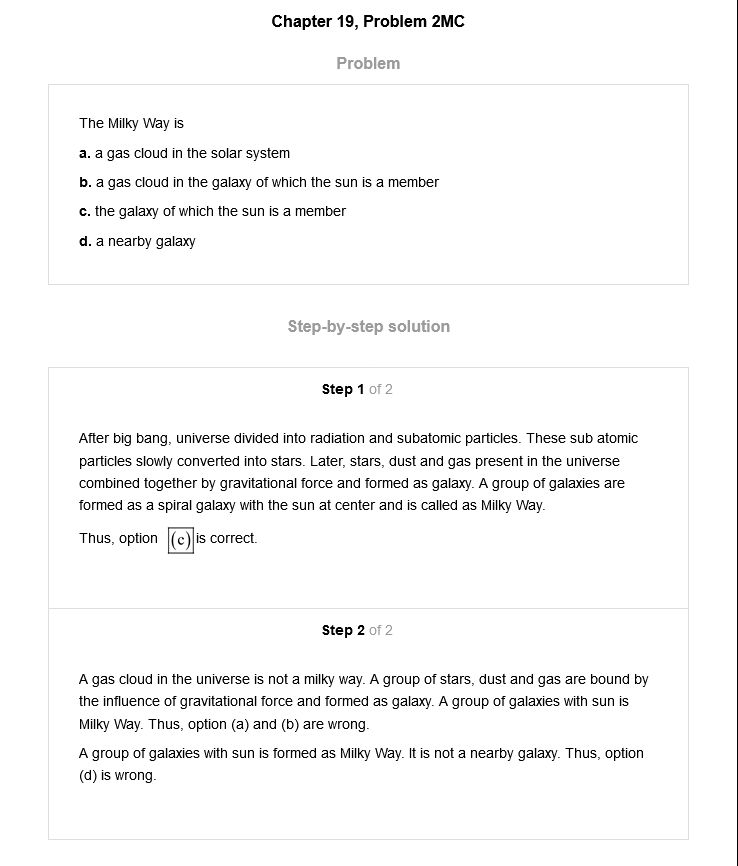 Chapter 19, Problem 2MC
Problem
The Milky Way is
a. a gas cloud in the solar system
b. a gas cloud in the galaxy of which the sun is a member
c. the galaxy of which the sun is a member
d. a nearby galaxy
Step-by-step solution
Step 1 of 2
After big bang, universe divided into radiation and subatomic particles. These sub atomic
particles slowly converted into stars. Later, stars, dust and gas present in the universe
combined together by gravitational force and formed as galaxy. A group of galaxies are
formed as a spiral galaxy with the sun at center and is called as Milky Way.
Thus, option (c) is correct.
Step 2 of 2
A gas cloud in the universe is not a milky way. A group of stars, dust and gas are bound by
the influence of gravitational force and formed as galaxy. A group of galaxies with sun is
Milky Way. Thus, option (a) and (b) are wrong.
A group of galaxies with sun is formed as Milky Way. It is not a nearby galaxy. Thus, option
(d) is wrong.